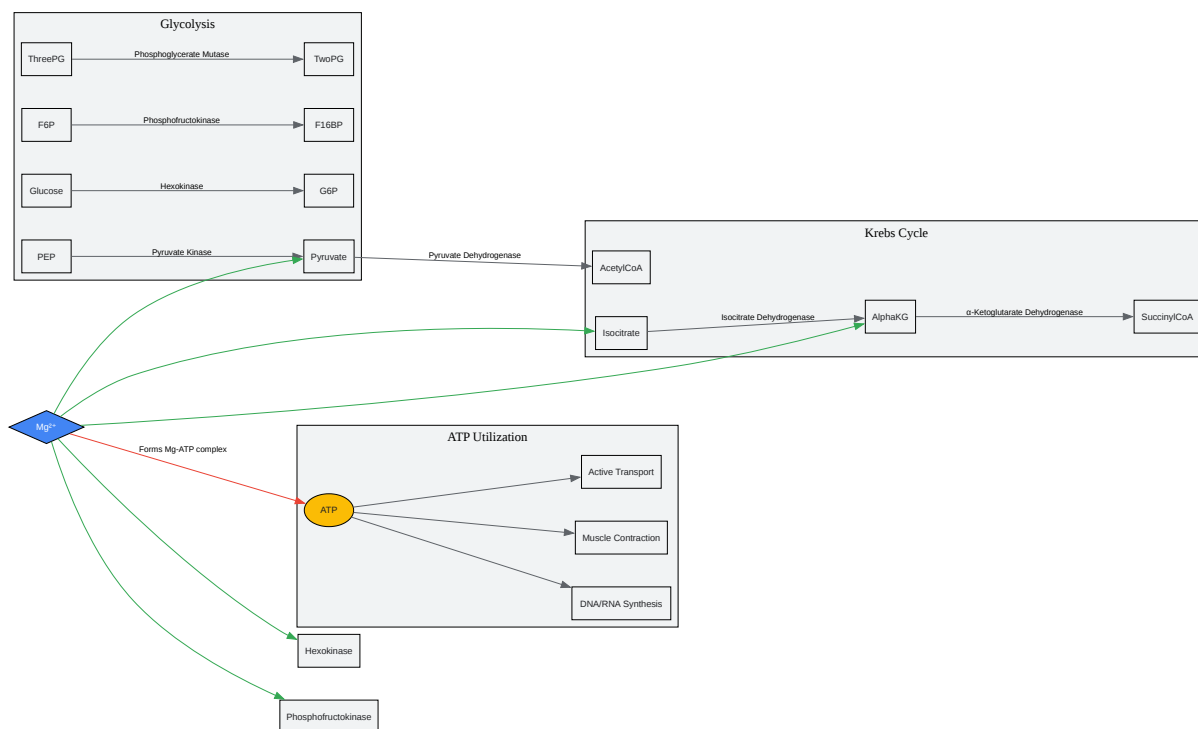 Glycolysis
ThreePG
Phosphoglycerate Mutase
TwoPG
F6P
Phosphofructokinase
F16BP
Glucose
Hexokinase
G6P
PEP
Pyruvate Kinase
Pyruvate
Pyruvate Dehydrogenase
Krebs Cycle
AcetylCoA
Isocitrate
Isocitrate Dehydrogenase
AlphaKG
α-Ketoglutarate Dehydrogenase
SuccinylCoA
Mg²⁺
Forms Mg-ATP complex
ATP Utilization
ATP
Active Transport
Muscle Contraction
DNA/RNA Synthesis
Hexokinase
Phosphofructokinase